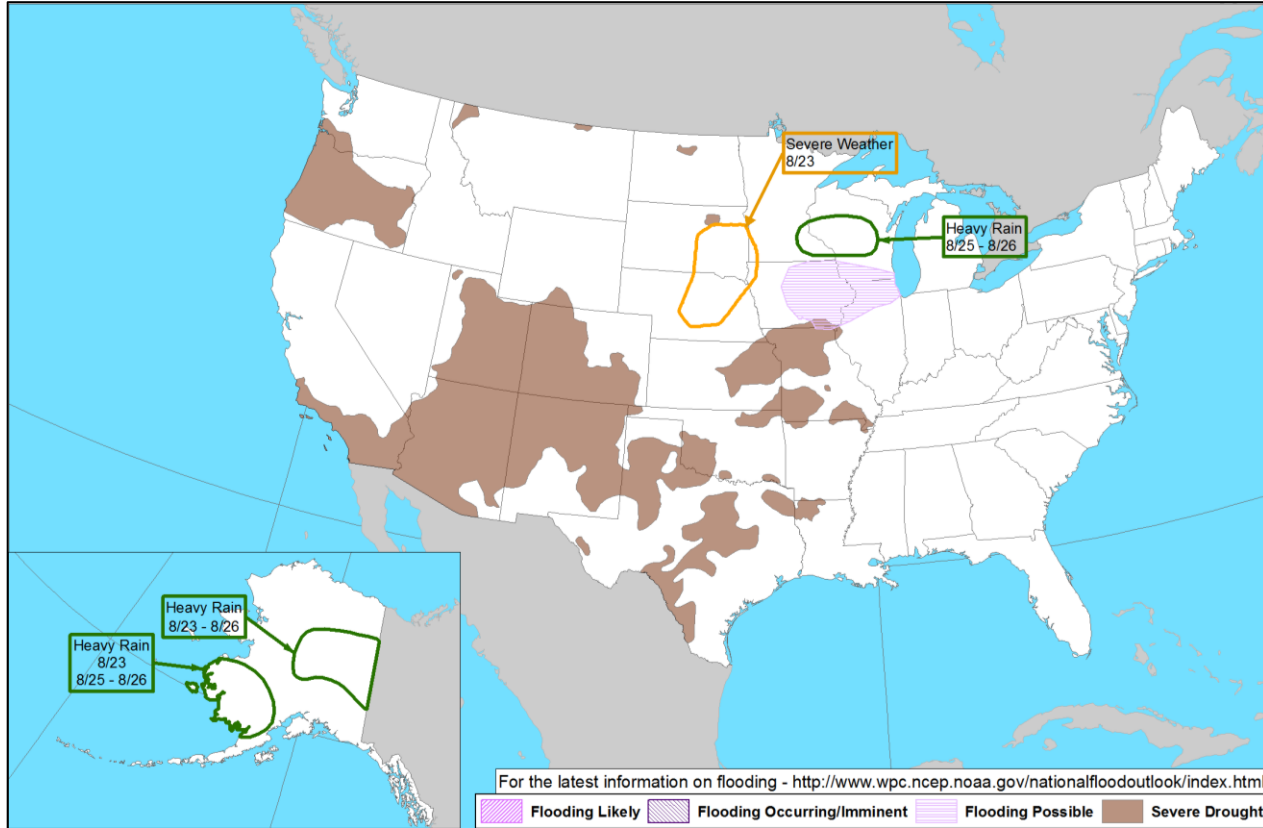 Severe Weather
8/23
Heavy Rain
8/25 - 8/26
Heavy Rain
8/23 - 8/26
Heavy Rain
8/23
8/25 - 8/26
For the latest information on flooding - http://www.wpc.ncep.noaa.gov/nationalfloodoutlook/index.html
Flooding Likely
Flooding Occurring/Imminent
Flooding Possible
Severe Drought